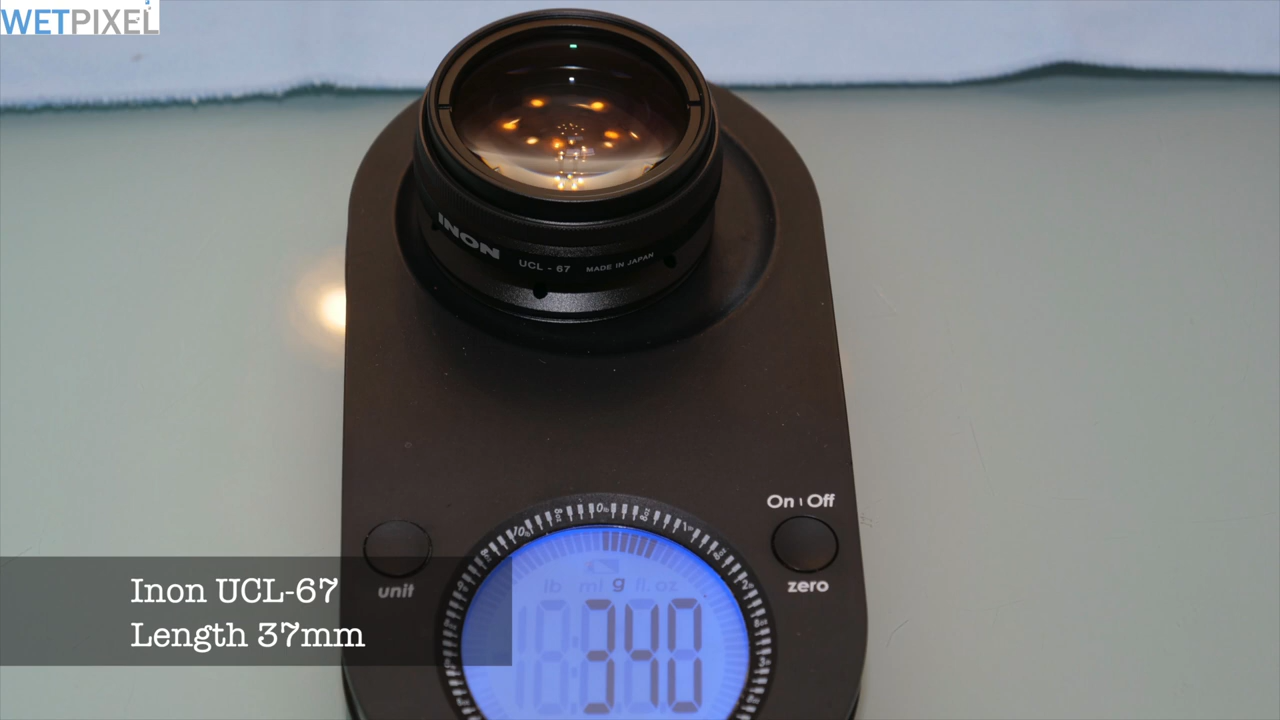 WETPIXEL
INON
UCL - 67 MADE IN JAPAN
On Off
unit
zero
lb ml g fl. oz
340
Inon UCL-67
Length 37mm